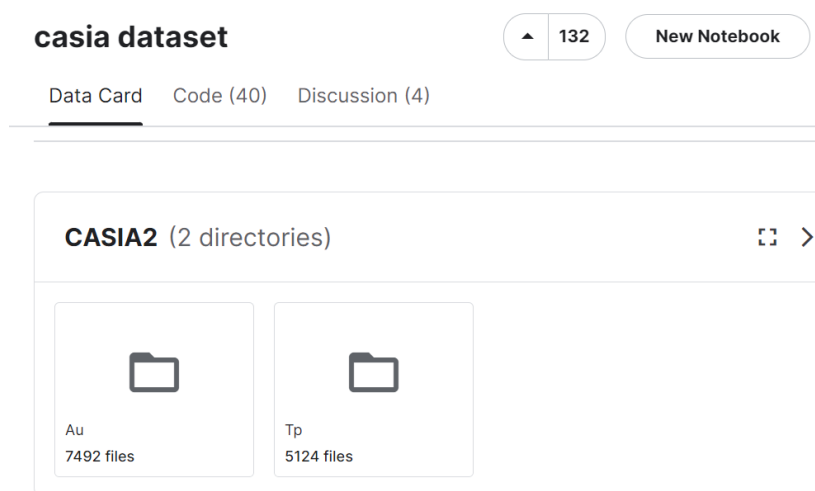 casia dataset
132
New Notebook
Data Card
Code (40)
Discussion (4)
CASIA2 (2 directories)
Au
7492 files
Tp
5124 files